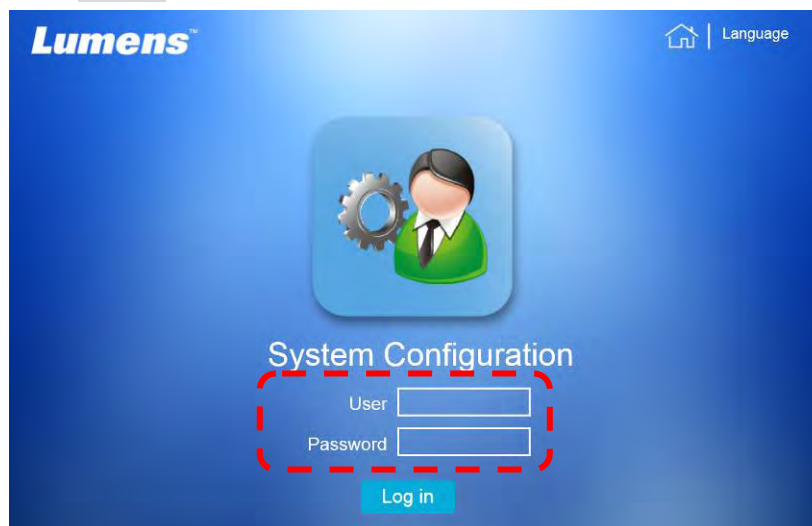 Lumens™
Language
System Configuration
User
Password
Log in